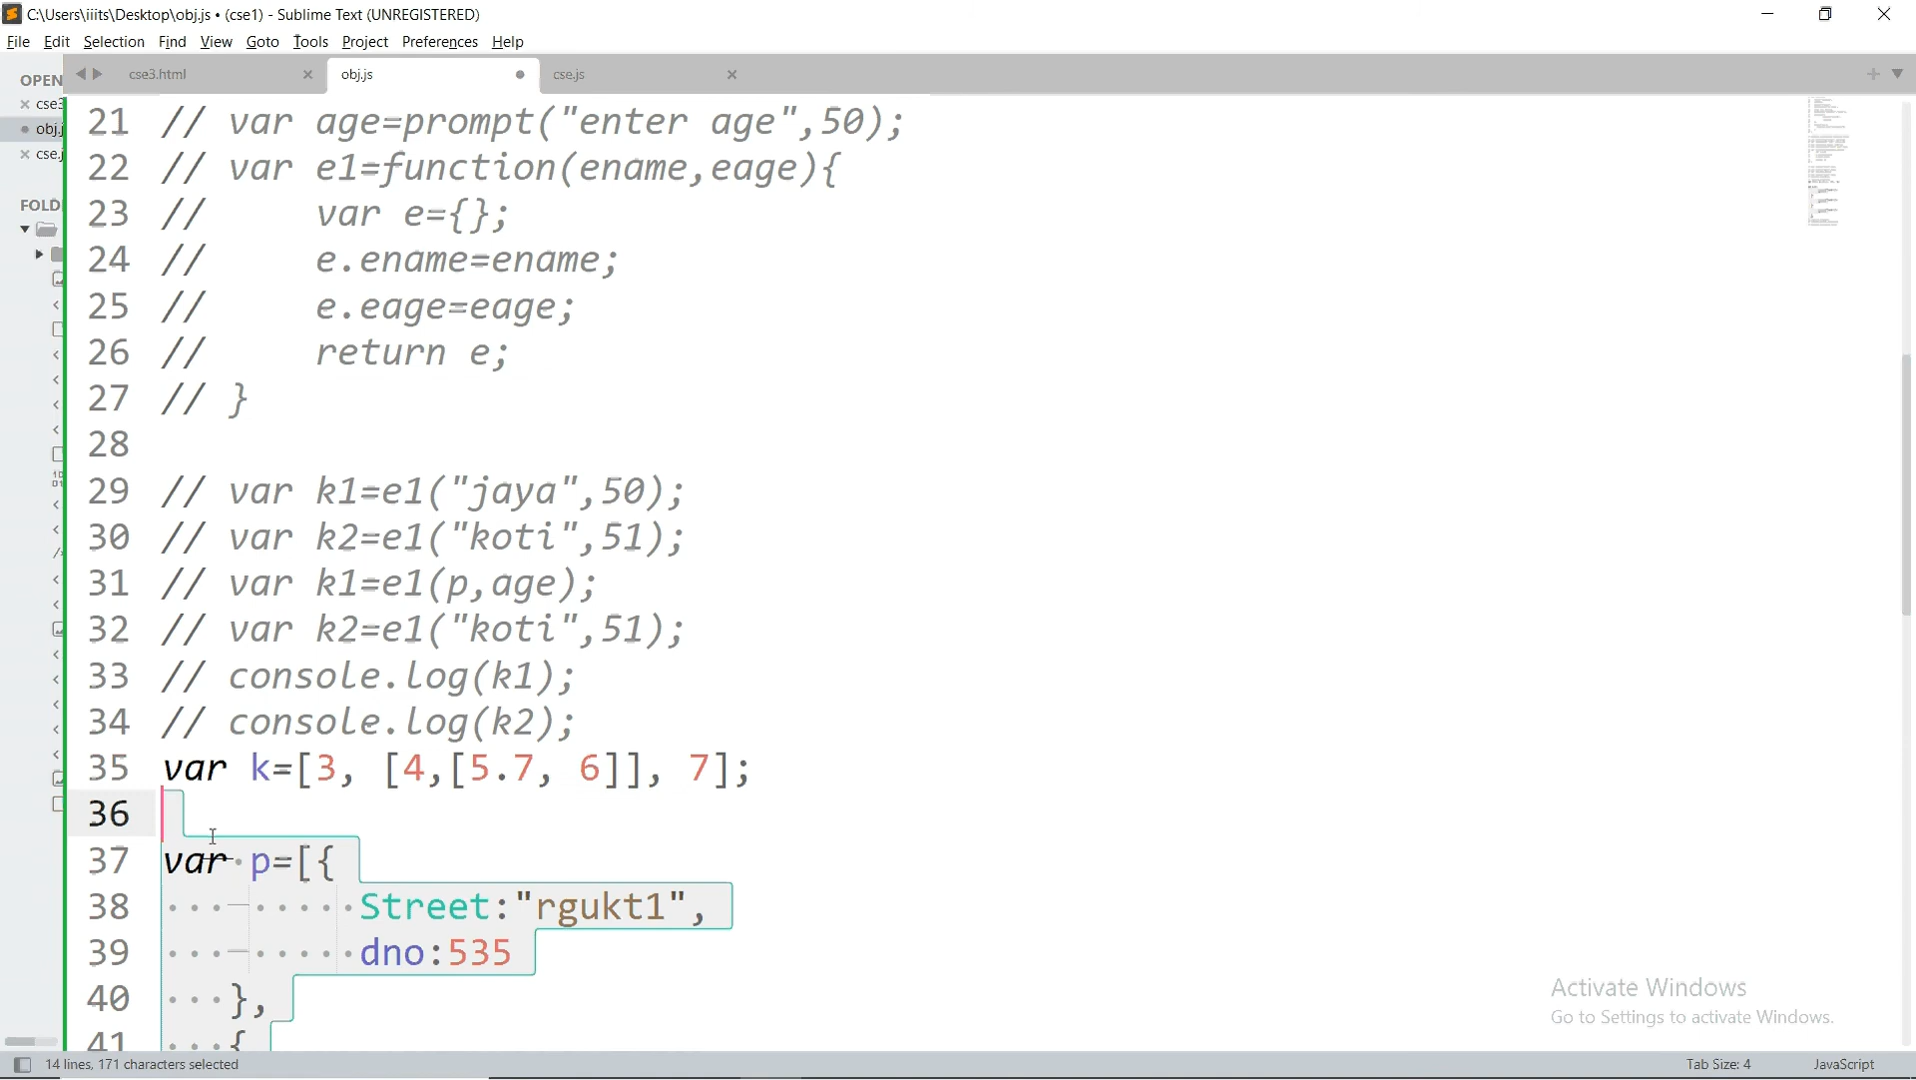 C:\Users\iiits\Desktop\obj.js • (cse1) - Sublime Text (UNREGISTERED)
File Edit Selection Find View Goto Tools Project Preferences Help
OPEN
cse3
obj.j
cse.j
FOLD
cse3.html
obj.js
cse.js
21 // var age=prompt("enter age",50);
22 // var e1=function(ename,eage){
23 // var e={};
24 // e.ename=ename;
25 // e.eage=eage;
26 // return e;
27 // }
28
29 // var k1=e1("jaya",50);
30 // var k2=e1("koti",51);
31 // var k1=e1(p,age);
32 // var k2=e1("koti",51);
33 // console.log(k1);
34 // console.log(k2);
35 var k=[3, [4,[5.7, 6]], 7];
36
37 var p=[{
38 Street:"rgukt1",
39 dno:535
40 },
41 {
Activate Windows
Go to Settings to activate Windows.
14 lines, 171 characters selected
Tab Size: 4
JavaScript